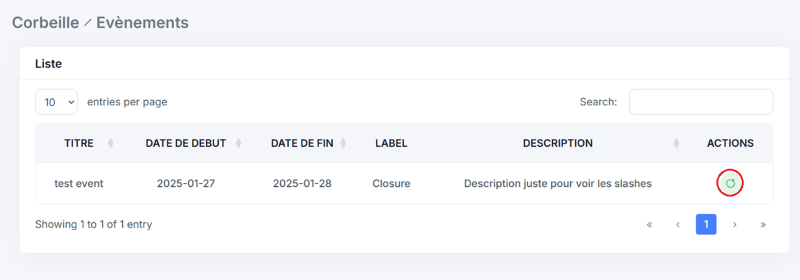 Corbeille / Evènements
Liste
10 entries per page Search:
TITRE DATE DE DEBUT DATE DE FIN LABEL DESCRIPTION ACTIONS
test event 2025-01-27 2025-01-28 Closure Description juste pour voir les slashes
Showing 1 to 1 of 1 entry « ‹ 1 › »